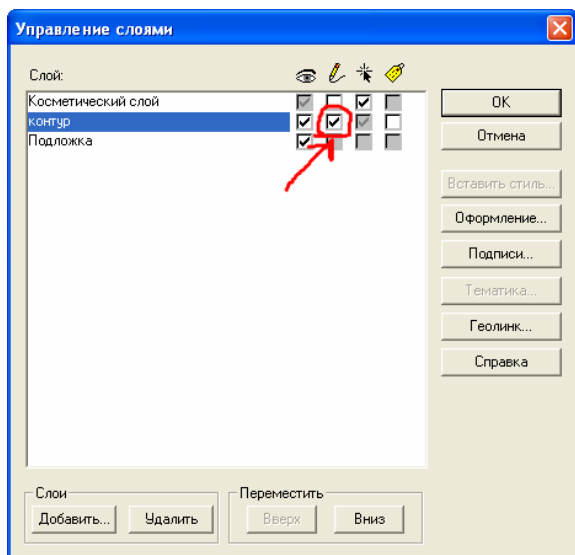 Управление слоями
Слой:
Косметический слой
контур
Подложка
OK
Отмена
Вставить стиль...
Оформление...
Подписи...
Тематика...
Геолинк...
Справка
Слои
Добавить...
Удалить
Переместить
Вверх
Вниз